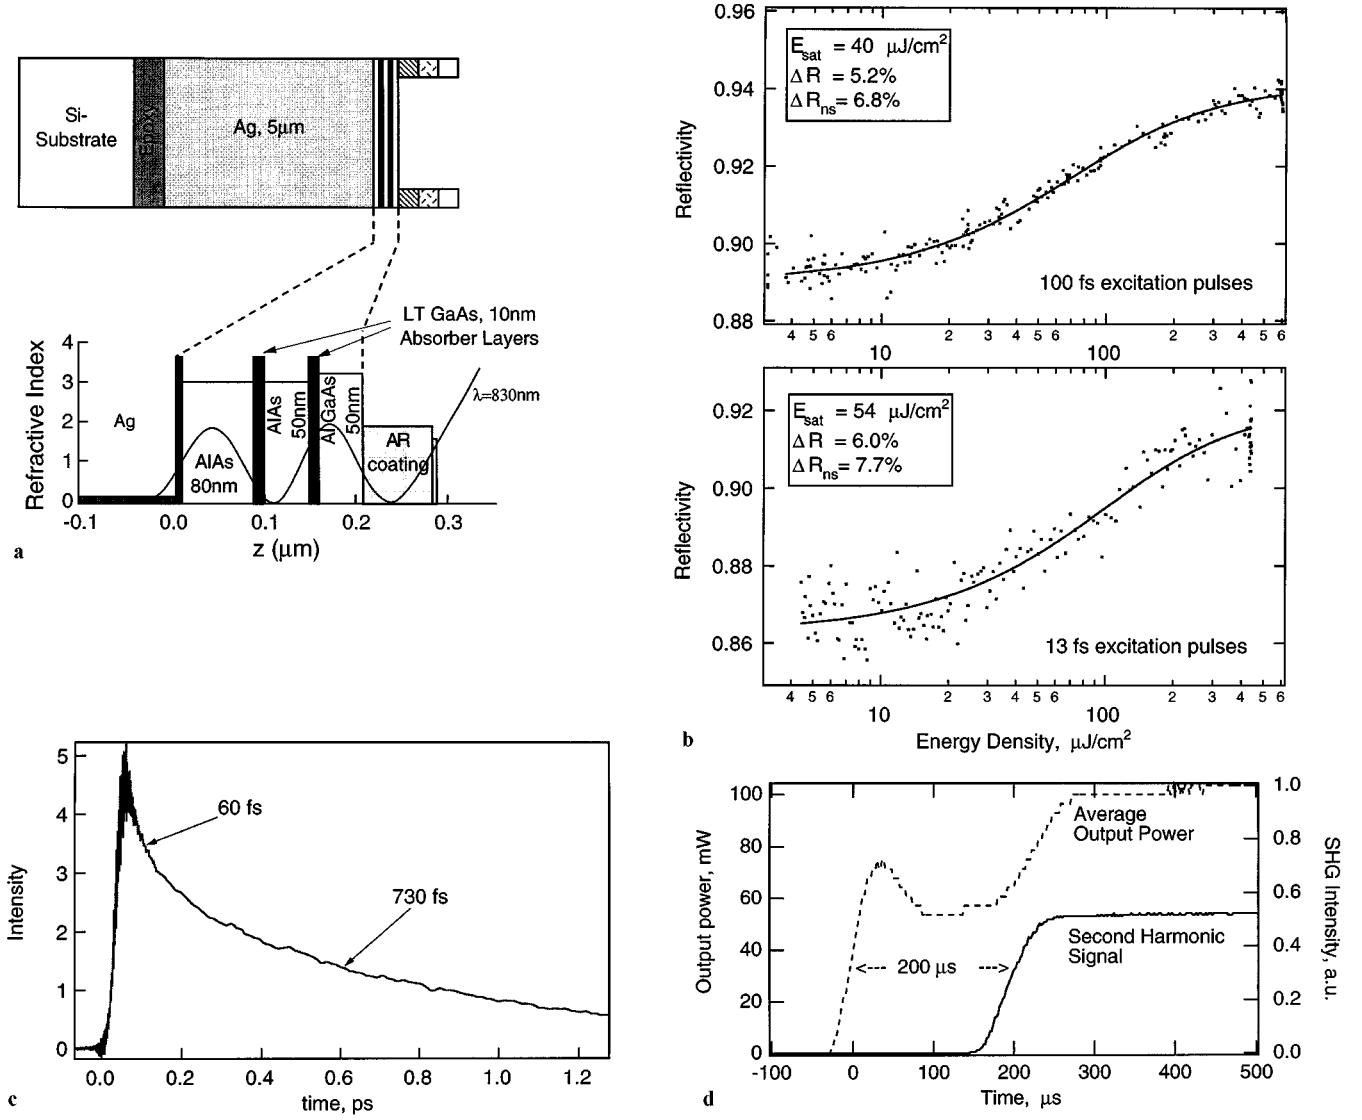 Si-
Substrate
Epoxy
Ag, 5μm
LT GaAs, 10nm
Absorber Layers
Refractive Index
4
3
2
1
0
Ag
AlAs
80nm
AlAs
50nm
AlGaAs
50nm
AR
coating
λ=830nm
-0.1
0.0
0.1
0.2
0.3
z (μm)
a
Reflectivity
0.96
0.94
0.92
0.90
0.88
E_sat = 40 μJ/cm²
ΔR = 5.2%
ΔR_ns = 6.8%
100 fs excitation pulses
4 5 6 2 3 4 5 6 2 3 4 5 6
10 100
Reflectivity
0.92
0.90
0.88
0.86
E_sat = 54 μJ/cm²
ΔR = 6.0%
ΔR_ns = 7.7%
13 fs excitation pulses
4 5 6 2 3 4 5 6 2 3 4 5 6
10 100
Energy Density, μJ/cm²
b
Intensity
5
4
3
2
1
0
60 fs
730 fs
0.0 0.2 0.4 0.6 0.8 1.0 1.2
time, ps
c
Output power, mW
100
80
60
40
20
0
Average
Output Power
200 μs
Second Harmonic
Signal
1.0
0.8
0.6
0.4
0.2
0.0
SHG Intensity, a.u.
-100 0 100 200 300 400 500
Time, μs
d